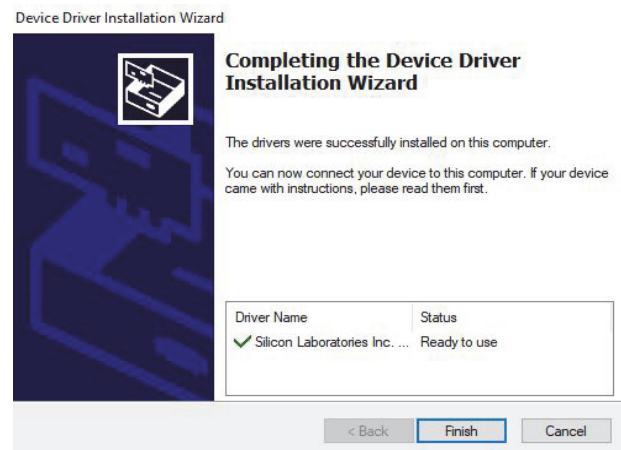 Device Driver Installation Wizard
Completing the Device Driver
Installation Wizard
The drivers were successfully installed on this computer.
You can now connect your device to this computer. If your device
came with instructions, please read them first.
Driver Name Status
Silicon Laboratories Inc. ... Ready to use
< Back Finish Cancel